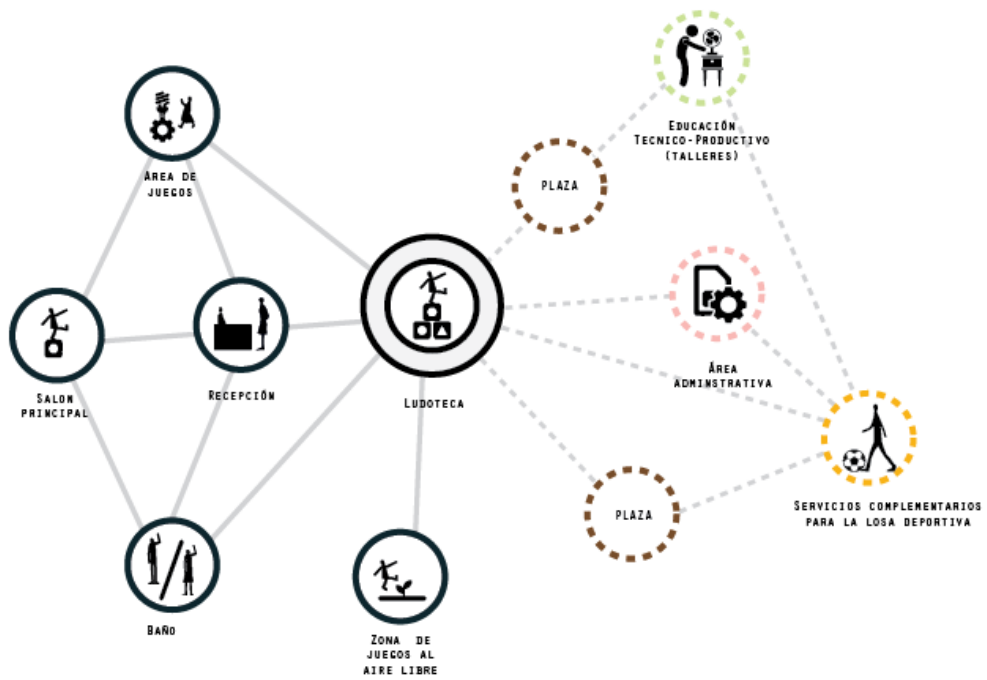 EDUCACIÓN
TECNICO-PRODUCTIVO
(TALLERES)
PLAZA
ÁREA DE
JUEGOS
ÁREA
ADMINSTRATIVA
SALON
PRINCIPAL
RECEPCIÓN
LUDOTECA
F
PLAZA
SERVICIOS COMPLEMENTARIOS
PARA LA LOSA DEPORTIVA
BAÑO
ZONA DE
JUEGOS AL
AIRE LIBRE